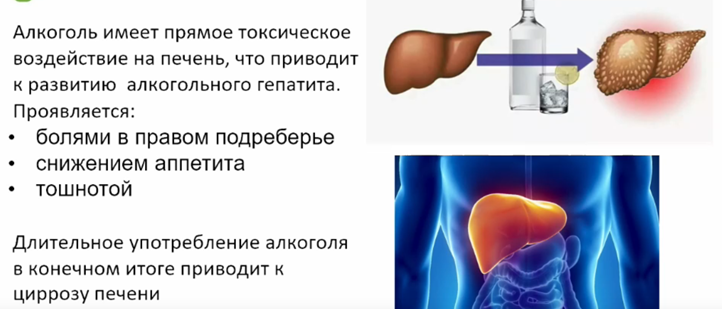 Алкоголь имеет прямое токсическое
воздействие на печень, что приводит
к развитию алкогольного гепатита.
Проявляется:
• болями в правом подреберье
• снижением аппетита
• тошнотой
Длительное употребление алкоголя
в конечном итоге приводит к
циррозу печени